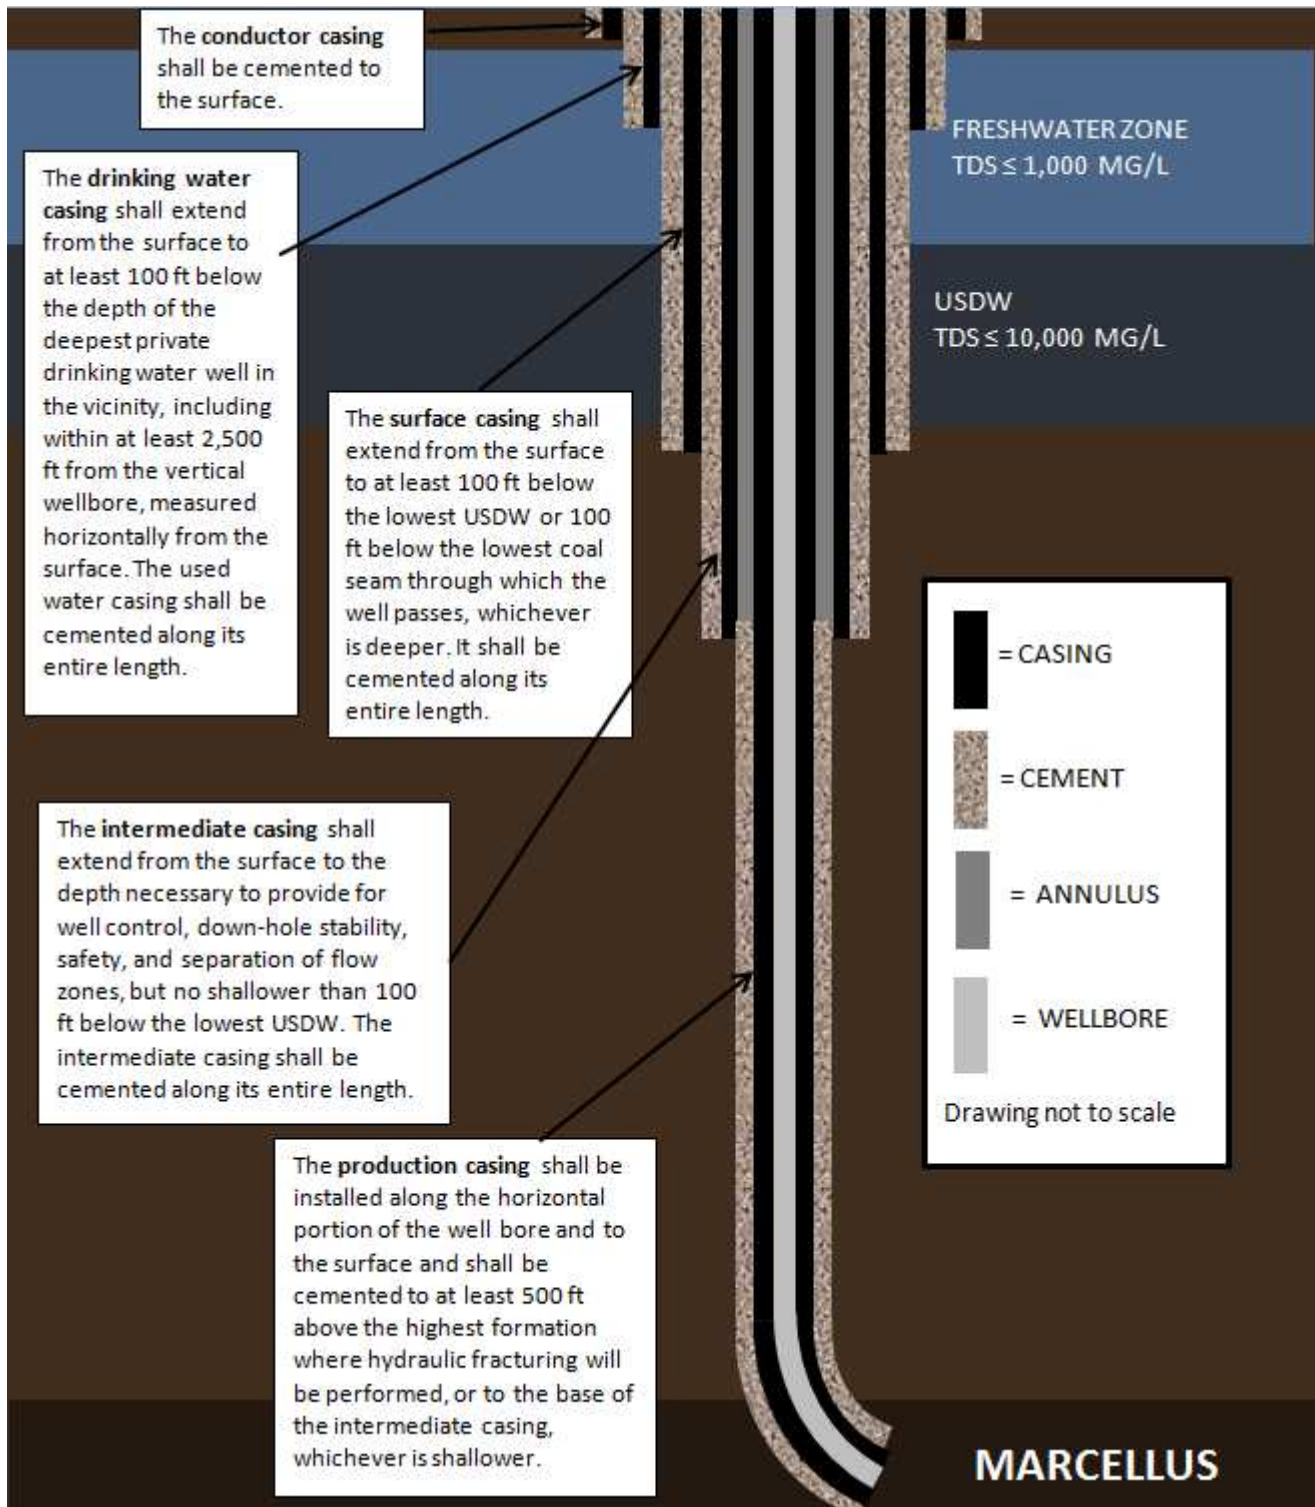 The conductor casing
shall be cemented to
the surface.
FRESHWATER ZONE
TDS ≤ 1,000 MG/L
The drinking water
casing shall extend
from the surface to
at least 100 ft below
the depth of the
deepest private
drinking water well in
the vicinity, including
within at least 2,500
ft from the vertical
wellbore, measured
horizontally from the
surface. The used
water casing shall be
cemented along its
entire length.
USDW
TDS ≤ 10,000 MG/L
The surface casing shall
extend from the surface
to at least 100 ft below
the lowest USDW or 100
ft below the lowest coal
seam through which the
well passes, whichever
is deeper. It shall be
cemented along its
entire length.
= CASING
= CEMENT
= ANNULUS
= WELLBORE
Drawing not to scale
The intermediate casing shall
extend from the surface to the
depth necessary to provide for
well control, down-hole stability,
safety, and separation of flow
zones, but no shallower than 100
ft below the lowest USDW. The
intermediate casing shall be
cemented along its entire length.
The production casing shall be
installed along the horizontal
portion of the well bore and to
the surface and shall be
cemented to at least 500 ft
above the highest formation
where hydraulic fracturing will
be performed, or to the base of
the intermediate casing,
whichever is shallower.
MARCELLUS